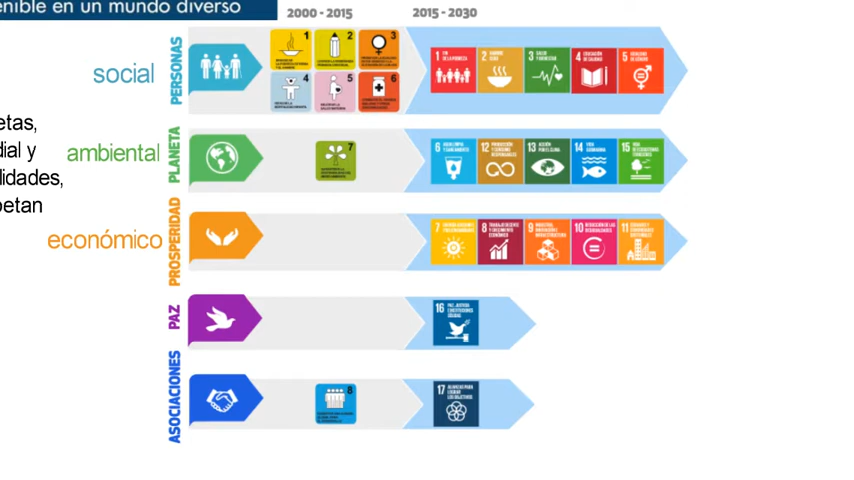 enible en un mundo diverso
2000 - 2015
2015 - 2030
PERSONAS
social
1
2
3
4
5
6
1 FIN DE LA POBREZA
2 HAMBRE CERO
3 SALUD Y BIENESTAR
4 EDUCACIÓN DE CALIDAD
5 IGUALDAD DE GÉNERO
etas,
dial y
lidades,
petan
PLANETA
ambiental
7
6 AGUA LIMPIA Y SANEAMIENTO
12 PRODUCCIÓN Y CONSUMO RESPONSABLES
13 ACCIÓN POR EL CLIMA
14 VIDA SUBMARINA
15 VIDA DE ECOSISTEMAS TERRESTRES
PROSPERIDAD
económico
7
8 TRABAJO DECENTE Y CRECIMIENTO ECONÓMICO
9 INDUSTRIA, INNOVACIÓN E INFRAESTRUCTURA
10 REDUCCIÓN DE LAS DESIGUALDADES
11 CIUDADES Y COMUNIDADES SOSTENIBLES
PAZ
16 PAZ, JUSTICIA E INSTITUCIONES SÓLIDAS
ASOCIACIONES
8
17 ALIANZAS PARA LOGRAR LOS OBJETIVOS